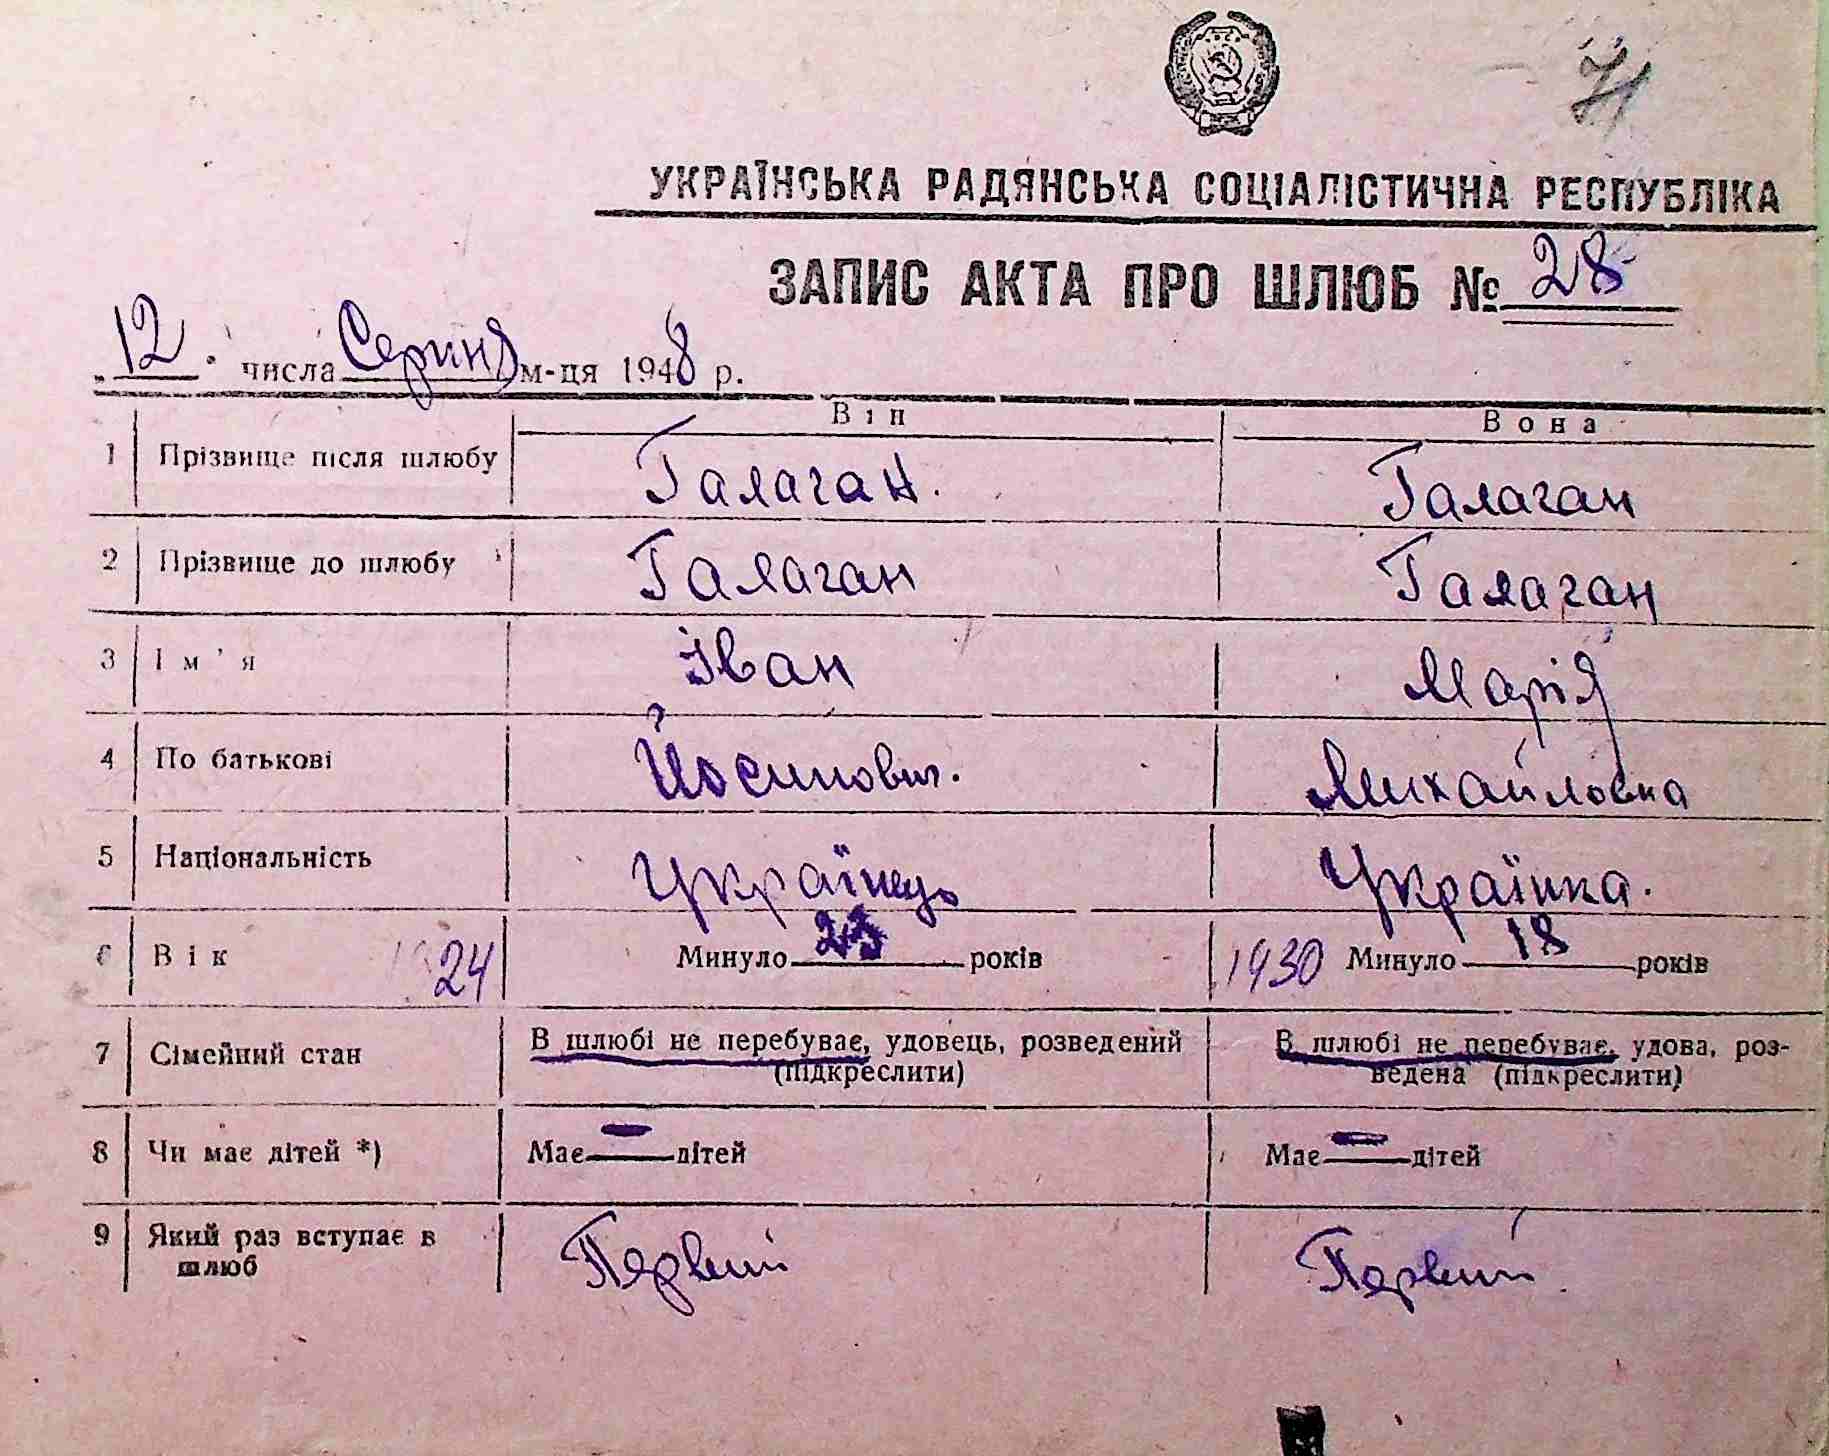 71
УКРАЇНСЬКА РАДЯНСЬКА СОЦІАЛІСТИЧНА РЕСПУБЛІКА
ЗАПИС АКТА ПРО ШЛЮБ № 28
„12" числа Серпня м-ця 1948 р.
Він Вона
1 Прізвище після шлюбу Галаган. Галаган
2 Прізвище до шлюбу Галаган Галаган
3 Ім'я Іван Марія
4 По батькові Йосипович. Михайловна
5 Національність Українець Українка.
6 Вік 1924 Минуло 23 років 1930 Минуло 18 років
7 Сімейний стан В шлюбі не перебуває, удовець, розведений В шлюбі не перебуває, удова, роз-
(підкреслити) ведена (підкреслити)
8 Чи має дітей *) Має — дітей Має — дітей
9 Який раз вступає в Первий Первий
шлюб